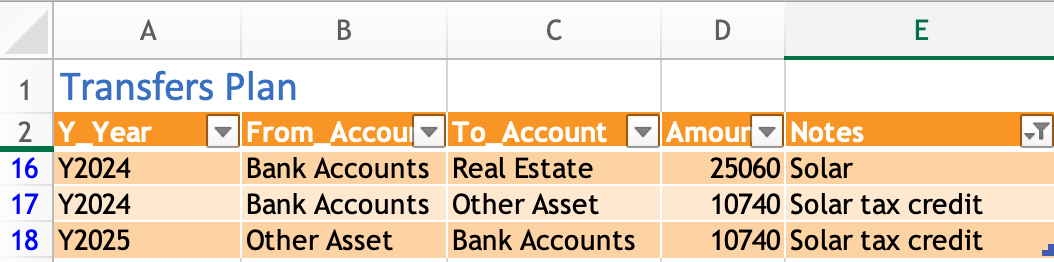 A B C D E
1 Transfers Plan
2 Y_Year From_Accou To_Account Amour Notes
16 Y2024 Bank Accounts Real Estate 25060 Solar
17 Y2024 Bank Accounts Other Asset 10740 Solar tax credit
18 Y2025 Other Asset Bank Accounts 10740 Solar tax credit